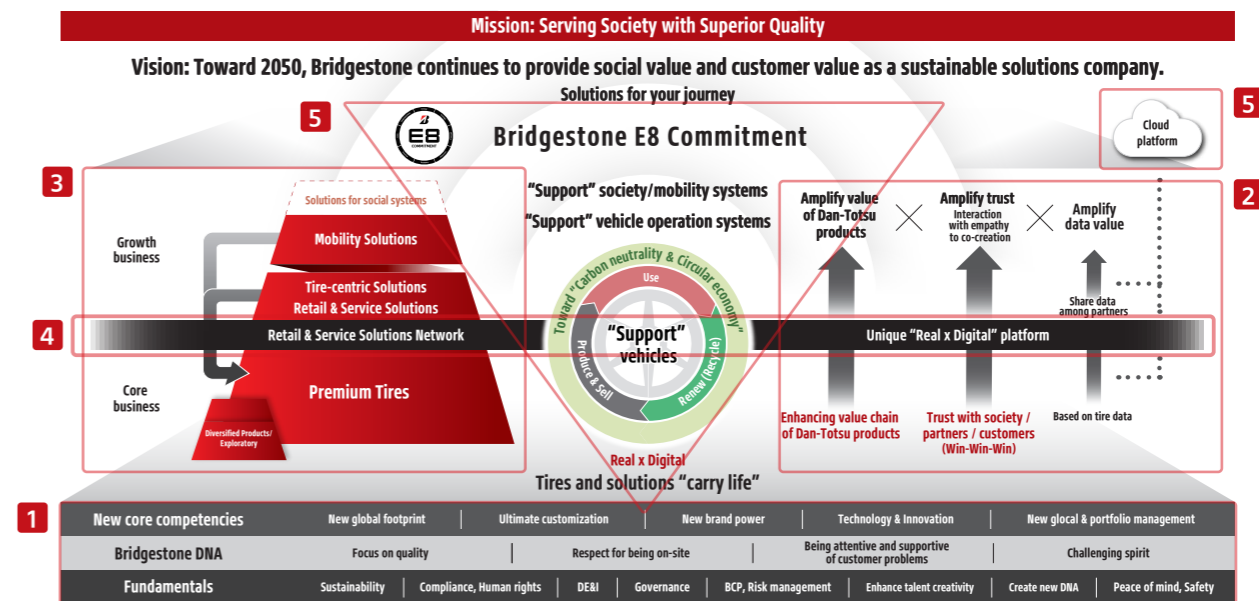 Mission: Serving Society with Superior Quality
Vision: Toward 2050, Bridgestone continues to provide social value and customer value as a sustainable solutions company.
Solutions for your journey
5
E8
COMMITMENT
Bridgestone E8 Commitment
5
Cloud
platform
3
Solutions for social systems
Mobility Solutions
Growth
business
Tire-centric Solutions
Retail & Service Solutions
4
Retail & Service Solutions Network
Core
business
Premium Tires
Diversified Products/
Exploratory
"Support" society/mobility systems
"Support" vehicle operation systems
Toward "Carbon neutrality & Circular economy"
Use
"Support"
vehicles
Produce & Sell
Renew (Recycle)
Real x Digital
Tires and solutions "carry life"
2
Amplify value
of Dan-Totsu
products
Amplify trust
Interaction
with empathy
to co-creation
Amplify
data value
Share data
among partners
Unique "Real x Digital" platform
Enhancing value chain
of Dan-Totsu products
Trust with society /
partners / customers
(Win-Win-Win)
Based on tire data
1
New core competencies
New global footprint
Ultimate customization
New brand power
Technology & Innovation
New glocal & portfolio management
Bridgestone DNA
Focus on quality
Respect for being on-site
Being attentive and supportive
of customer problems
Challenging spirit
Fundamentals
Sustainability
Compliance, Human rights
DE&I
Governance
BCP, Risk management
Enhance talent creativity
Create new DNA
Peace of mind, Safety